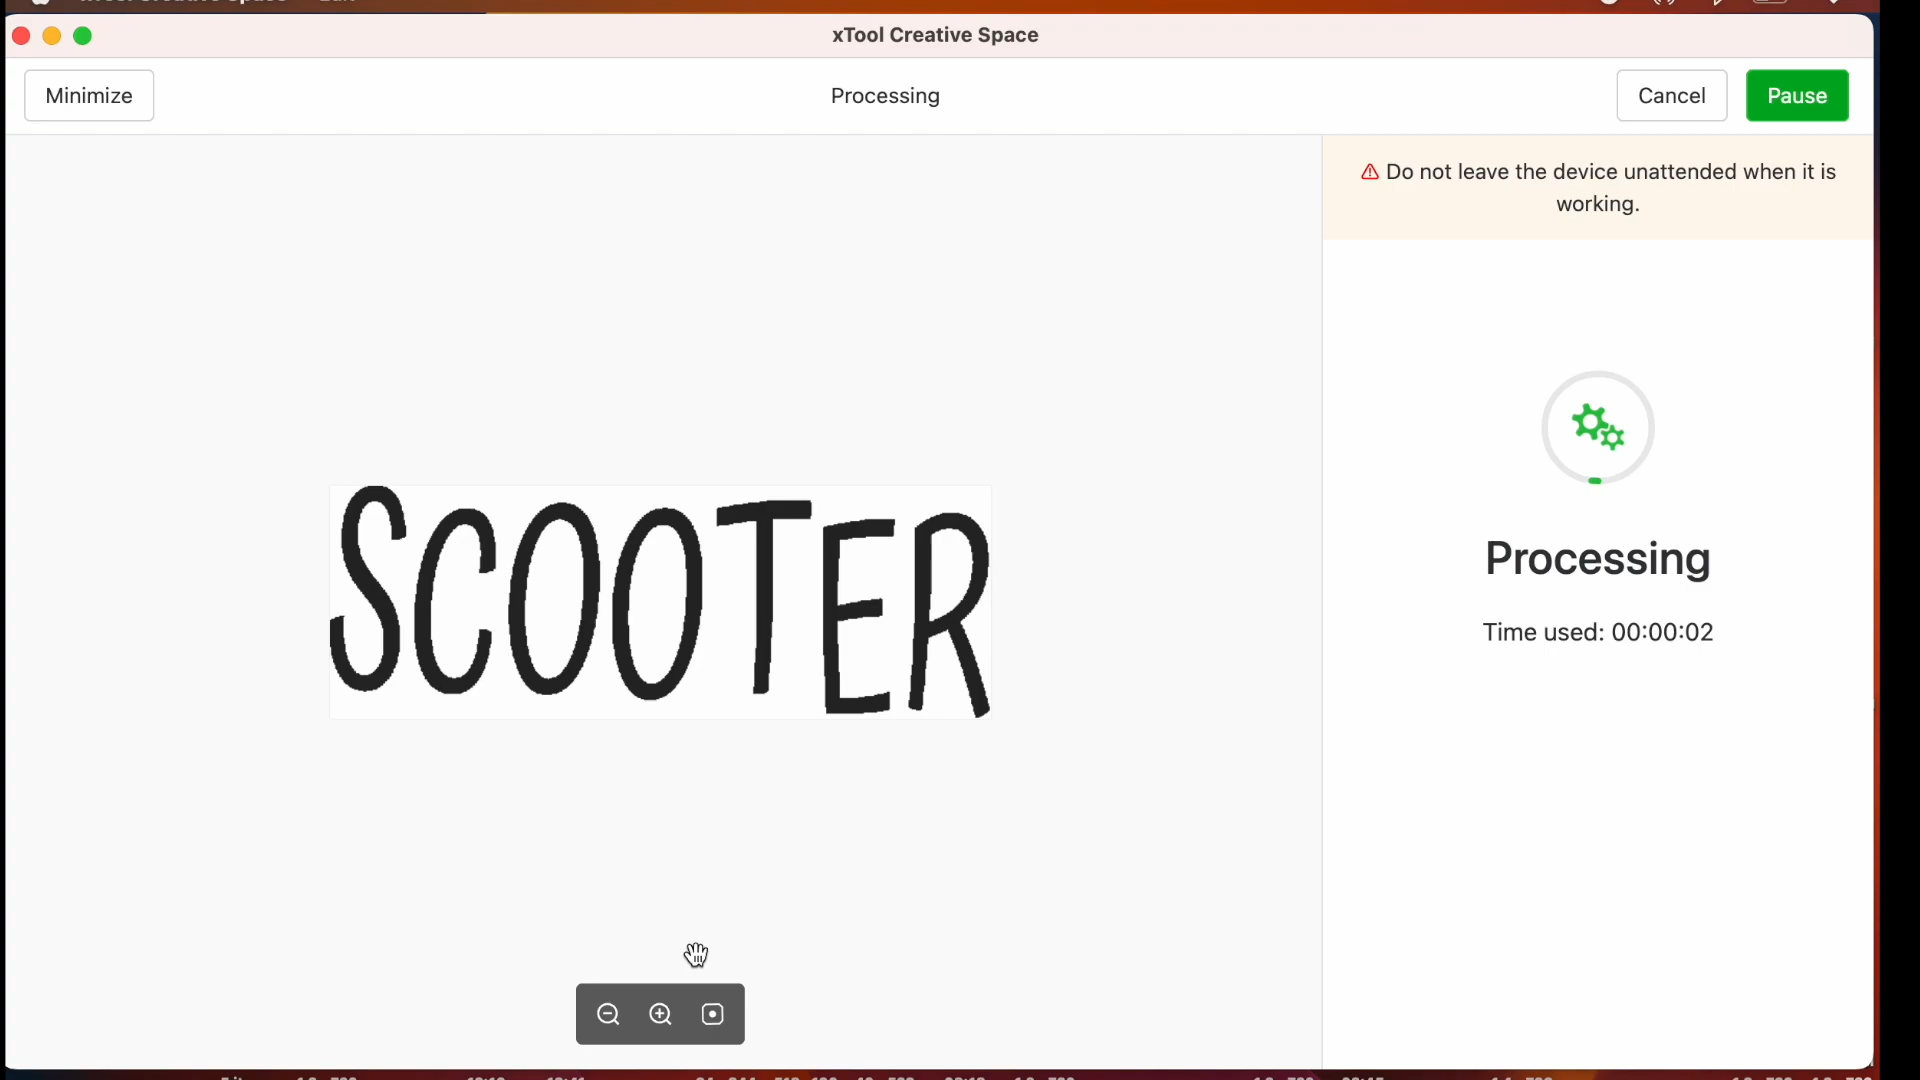 xTool Creative Space
Minimize
Processing
Cancel
Pause
Do not leave the device unattended when it is
working.
SCOOTER
Processing
Time used: 00:00:02